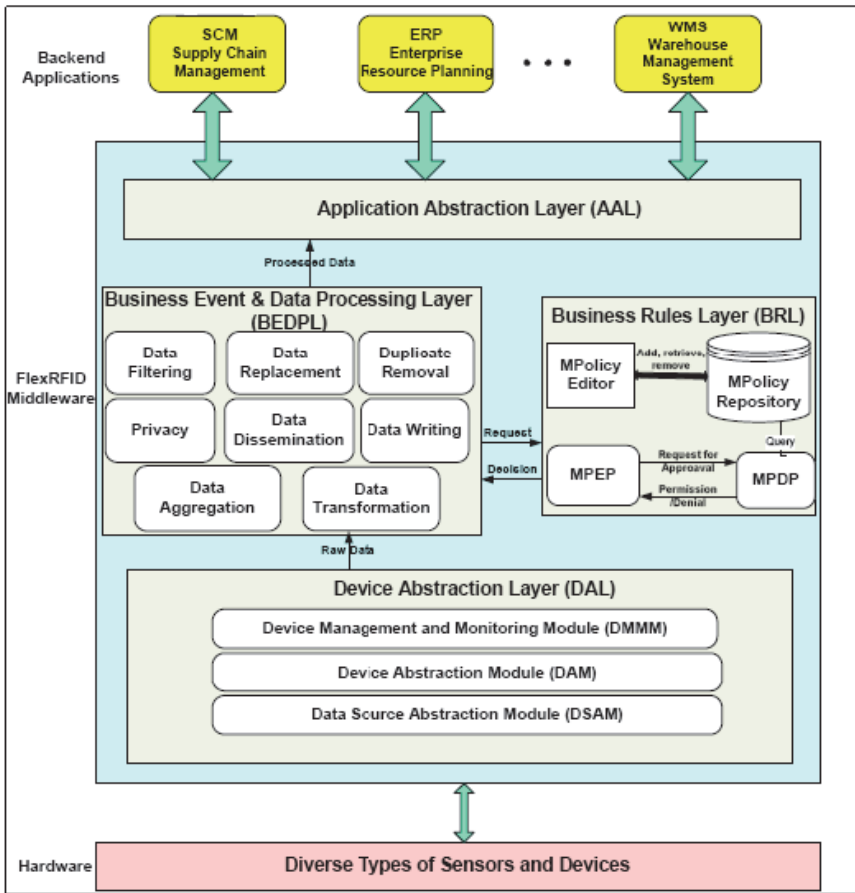 Backend
Applications
SCM
Supply Chain
Management
ERP
Enterprise
Resource Planning
• • •
WMS
Warehouse
Management
System
FlexRFID
Middleware
Application Abstraction Layer (AAL)
Processed Data
Business Event & Data Processing Layer
(BEDPL)
Data
Filtering
Data
Replacement
Duplicate
Removal
Privacy
Data
Dissemination
Data Writing
Data
Aggregation
Data
Transformation
Request
Decision
Business Rules Layer (BRL)
MPolicy
Editor
Add, retrieve,
remove
MPolicy
Repository
Query
MPEP
Request for
Approaval
MPDP
Permission
/Denial
Raw Data
Device Abstraction Layer (DAL)
Device Management and Monitoring Module (DMMM)
Device Abstraction Module (DAM)
Data Source Abstraction Module (DSAM)
Hardware
Diverse Types of Sensors and Devices